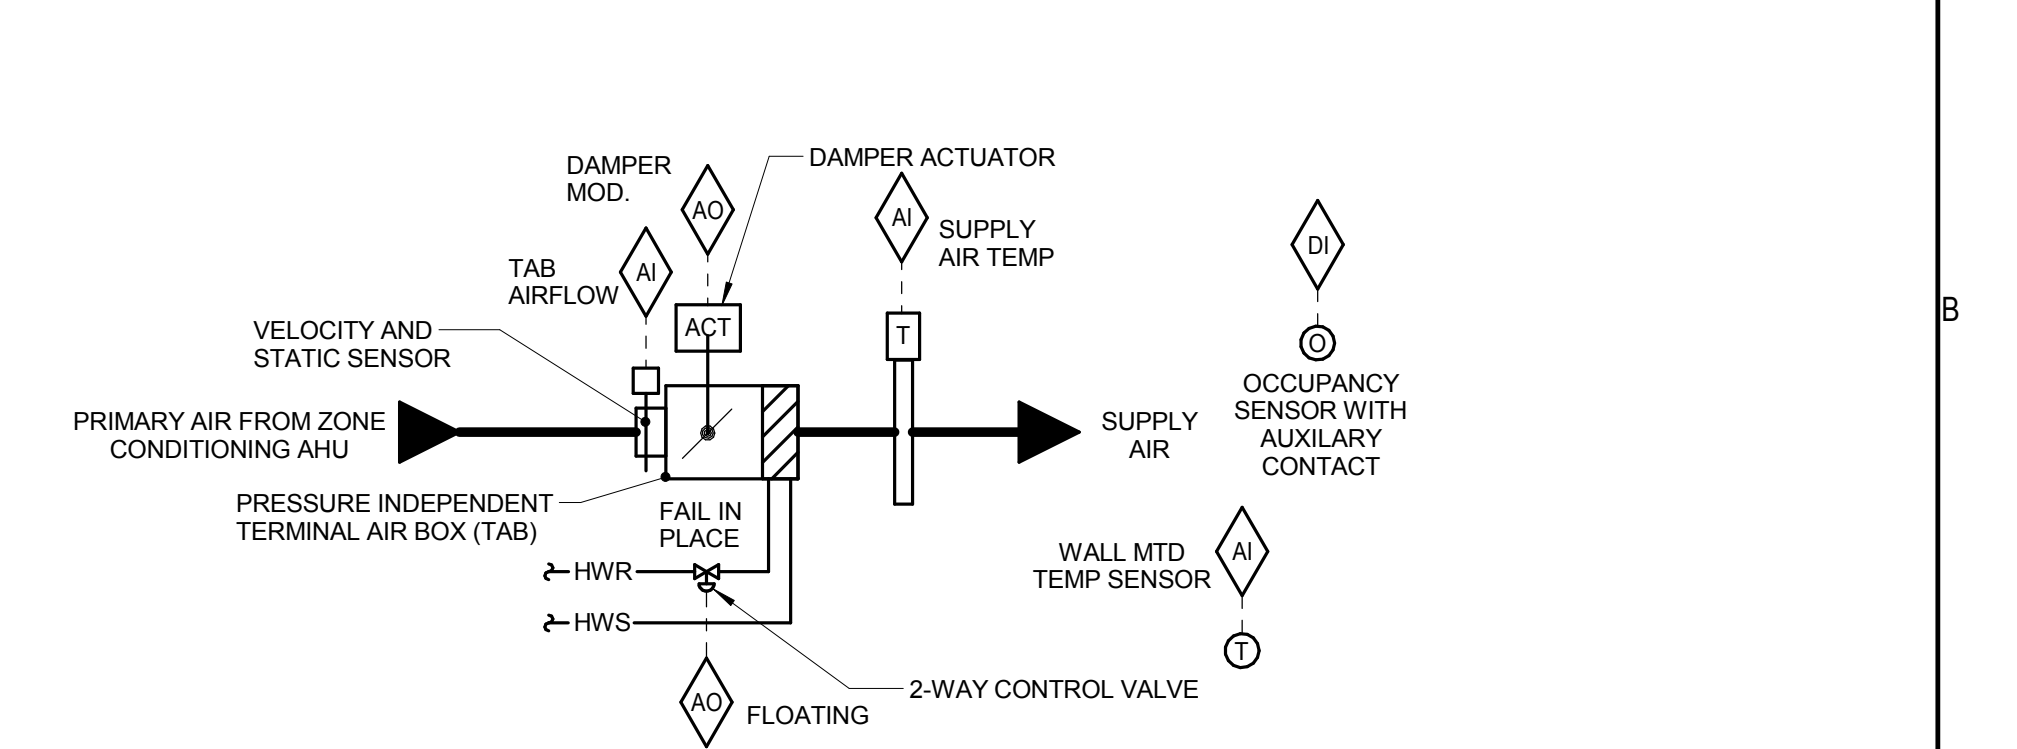 DAMPER
MOD.
AO
DAMPER ACTUATOR
AI
SUPPLY
AIR TEMP
DI
TAB
AIRFLOW
AI
VELOCITY AND
STATIC SENSOR
ACT
T
O
B
OCCUPANCY
SENSOR WITH
AUXILARY
CONTACT
PRIMARY AIR FROM ZONE
CONDITIONING AHU
SUPPLY
AIR
PRESSURE INDEPENDENT
TERMINAL AIR BOX (TAB)
FAIL IN
PLACE
WALL MTD
TEMP SENSOR
AI
HWR
HWS
T
2-WAY CONTROL VALVE
AO
FLOATING